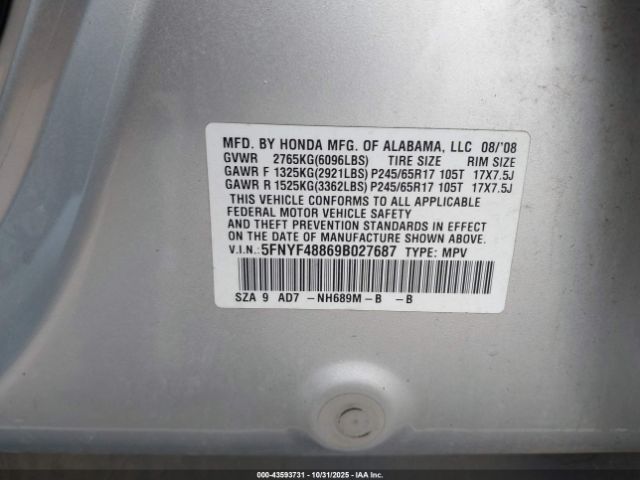 MFD. BY HONDA MFG. OF ALABAMA, LLC 08/'08
GVWR 2765KG(6096LBS) TIRE SIZE RIM SIZE
GAWR F 1325KG(2921LBS) P245/65R17 105T 17X7.5J
GAWR R 1525KG(3362LBS) P245/65R17 105T 17X7.5J
THIS VEHICLE CONFORMS TO ALL APPLICABLE
FEDERAL MOTOR VEHICLE SAFETY
AND THEFT PREVENTION STANDARDS IN EFFECT
ON THE DATE OF MANUFACTURE SHOWN ABOVE.
V.I.N.:5FNYF48869B027687 TYPE: MPV
SZA 9 AD7 -NH689M -B -B
000-43593731 - 10/31/2025 - IAA Inc.